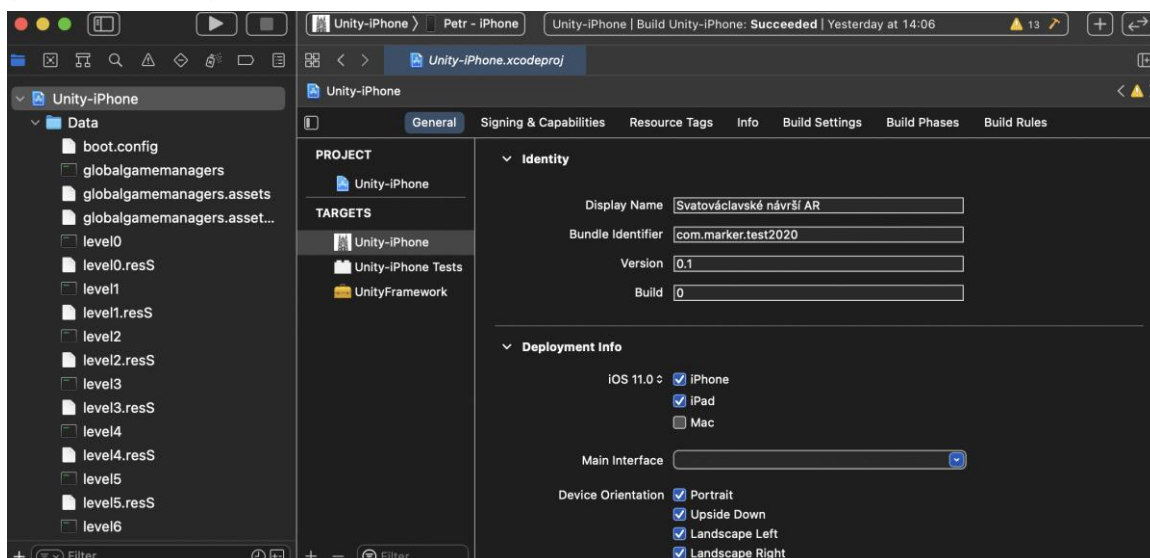 Unity-iPhone 〉 Petr - iPhone
Unity-iPhone | Build Unity-iPhone: Succeeded | Yesterday at 14:06
13
Unity-iPhone.xcodeproj
Unity-iPhone
General Signing & Capabilities Resource Tags Info Build Settings Build Phases Build Rules
Unity-iPhone
Data
boot.config
globalgamemanagers
globalgamemanagers.assets
globalgamemanagers.asset...
level0
level0.resS
level1
level1.resS
level2
level2.resS
level3
level3.resS
level4
level4.resS
level5
level5.resS
level6
Filter
PROJECT
Unity-iPhone
TARGETS
Unity-iPhone
Unity-iPhone Tests
UnityFramework
Filter
Identity
Display Name Svatováclavské návrší AR
Bundle Identifier com.marker.test2020
Version 0.1
Build 0
Deployment Info
iOS 11.0 iPhone
iPad
Mac
Main Interface
Device Orientation Portrait
Upside Down
Landscape Left
Landscape Right